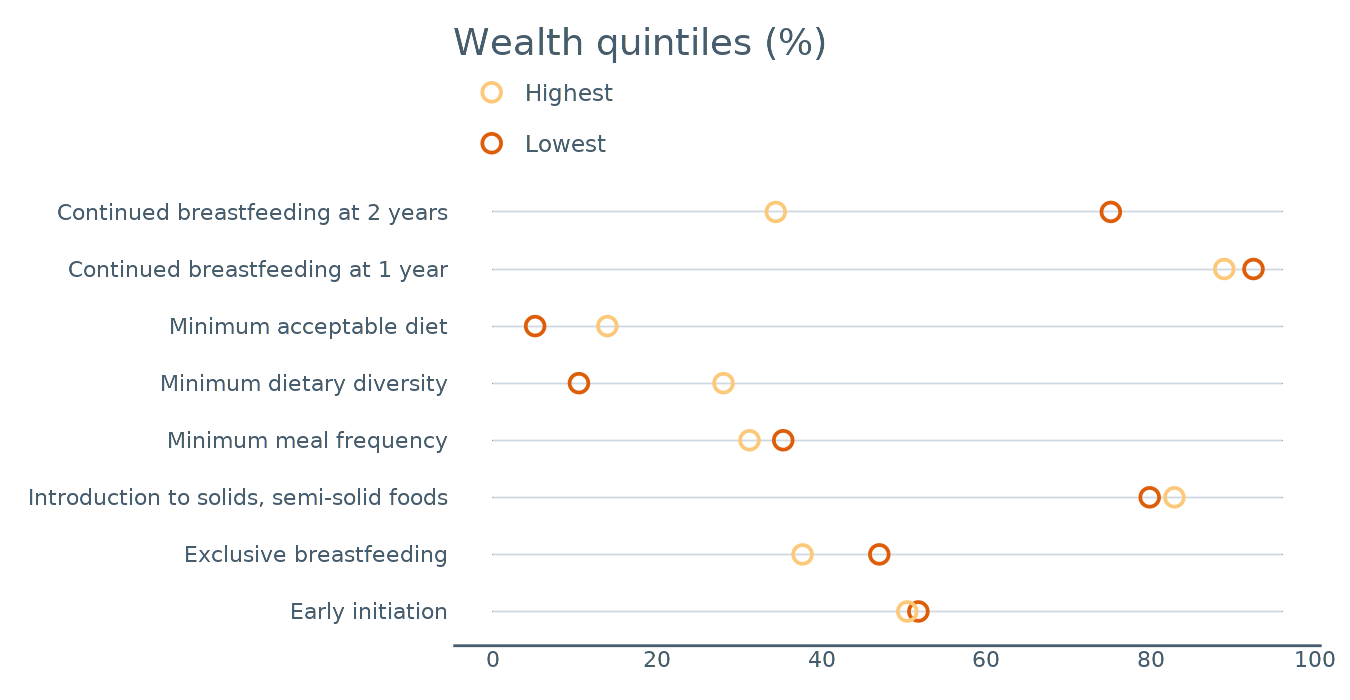 Wealth quintiles (%)
Highest
Lowest
Continued breastfeeding at 2 years
Continued breastfeeding at 1 year
Minimum acceptable diet
Minimum dietary diversity
Minimum meal frequency
Introduction to solids, semi-solid foods
Exclusive breastfeeding
Early initiation
0 20 40 60 80 100